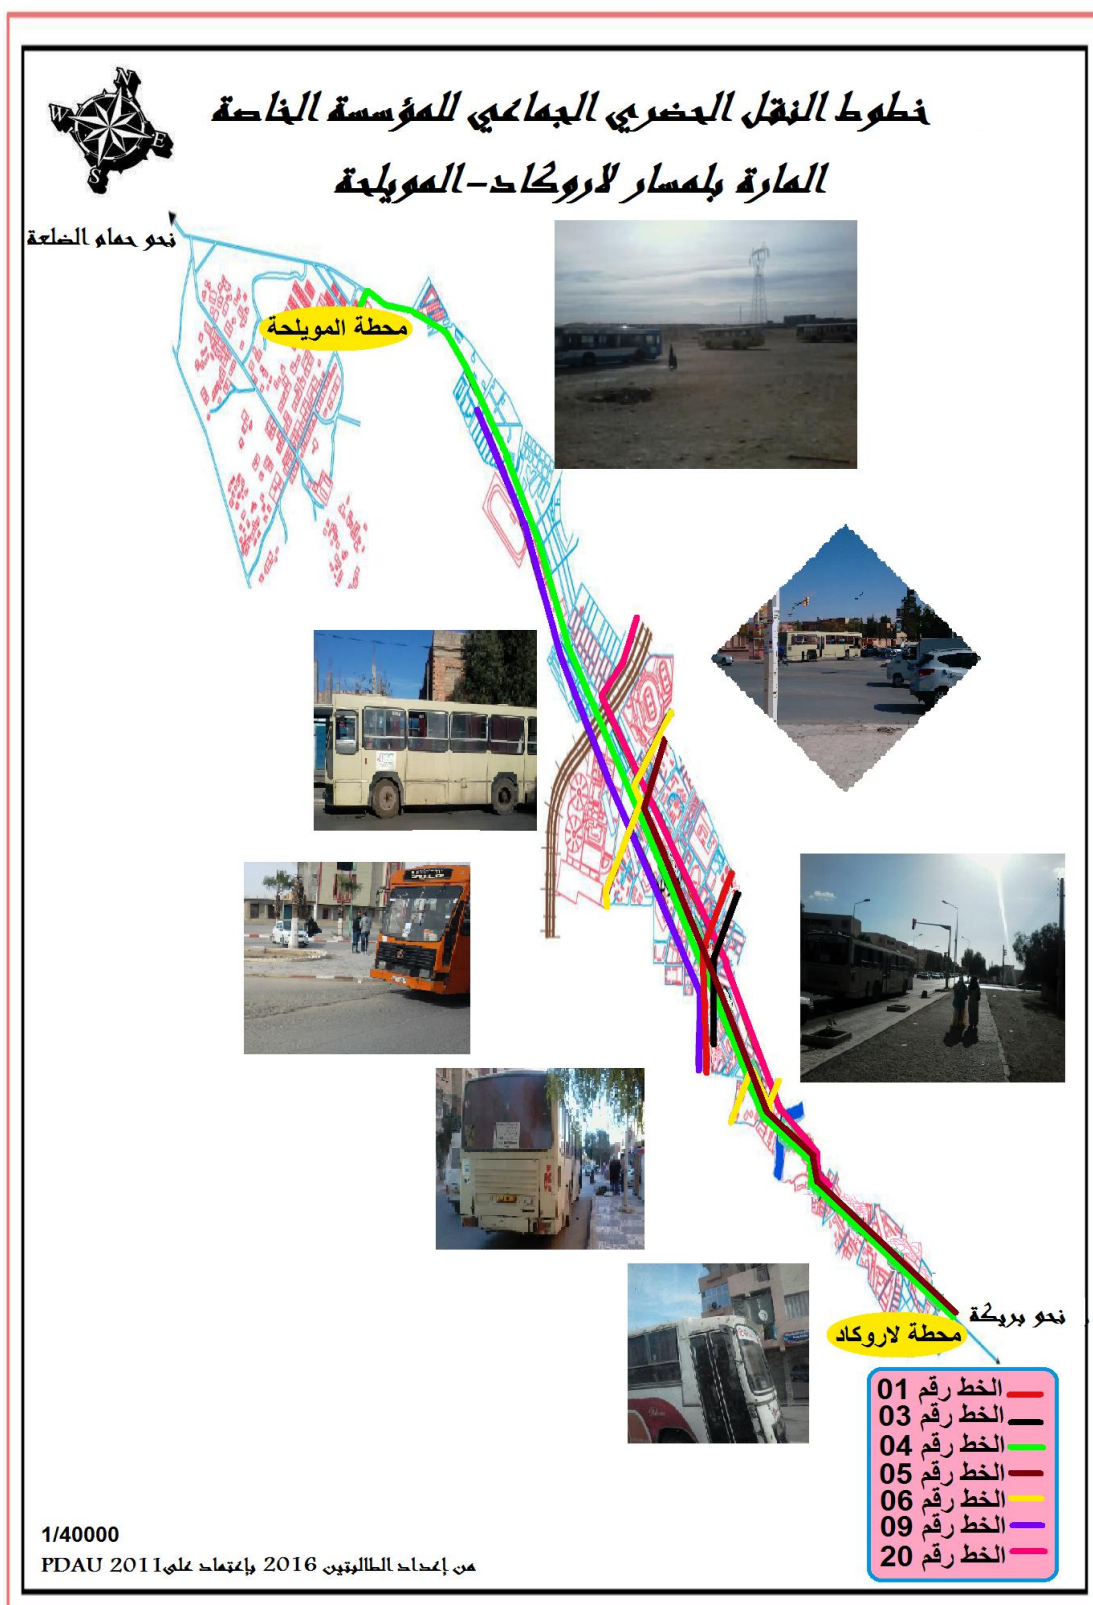 خطوط النقل الحضري الجماعي للمؤسسة الخاصة
المارة بلمسار لاروكاد-المويلحة
N
W
E
S
نحو حمام الضلعة
محطة المويلحة
نحو بريكة
محطة لاروكاد
الخط رقم 01
الخط رقم 03
الخط رقم 04
الخط رقم 05
الخط رقم 06
الخط رقم 09
الخط رقم 20
1/40000
من إعداد الطالبتين 2016 بإعتماد على PDAU 2011